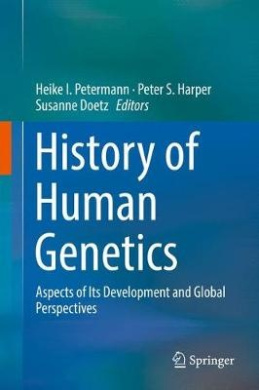 Heike I. Petermann · Peter S. Harper
Susanne Doetz Editors
History of
Human
Genetics
Aspects of Its Development and Global
Perspectives
Springer